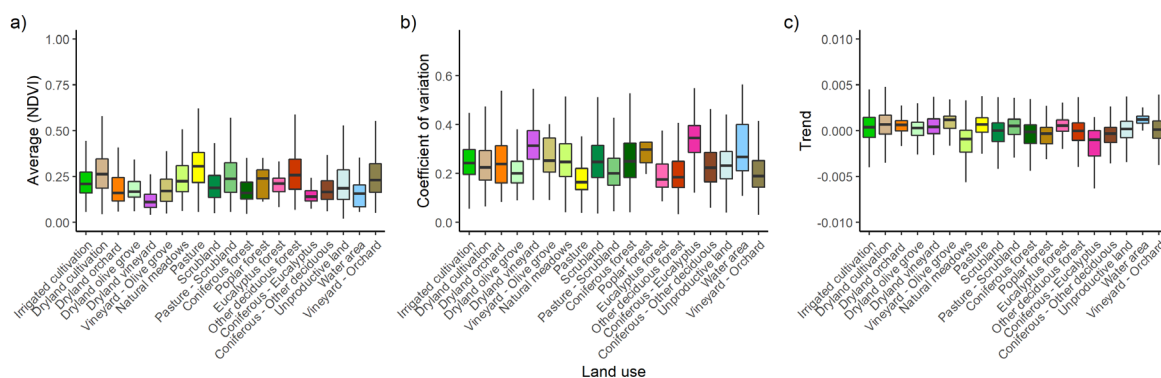 a)
Average (NDVI)
1.00
0.75
0.50
0.25
0.00
Irrigated cultivation
Dryland cultivation
Dryland orchard
Dryland olive grove
Dryland vineyard
Vineyard - Olive grove
Natural meadows
Pasture
Scrubland
Pasture - Scrubland
Coniferous forest
Poplar forest
Eucalyptus forest
Other deciduous forest
Coniferous - Eucalyptus
Coniferous - Other deciduous
Unproductive land
Water area
Vineyard - Orchard
b)
Coefficient of variation
0.6
0.4
0.2
0.0
Irrigated cultivation
Dryland cultivation
Dryland orchard
Dryland olive grove
Dryland vineyard
Vineyard - Olive grove
Natural meadows
Pasture
Scrubland
Pasture - Scrubland
Coniferous forest
Poplar forest
Eucalyptus forest
Other deciduous forest
Coniferous - Eucalyptus
Coniferous - Other deciduous
Unproductive land
Water area
Vineyard - Orchard
Land use
c)
Trend
0.010
0.005
0.000
-0.005
-0.010
Irrigated cultivation
Dryland cultivation
Dryland orchard
Dryland olive grove
Dryland vineyard
Vineyard - Olive grove
Natural meadows
Pasture
Scrubland
Pasture - Scrubland
Coniferous forest
Poplar forest
Eucalyptus forest
Other deciduous forest
Coniferous - Eucalyptus
Coniferous - Other deciduous
Unproductive land
Water area
Vineyard - Orchard